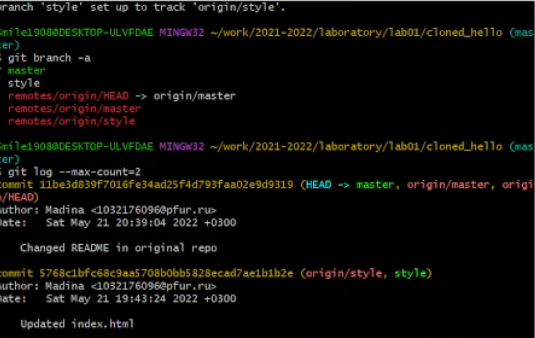 branch 'style' set up to track 'origin/style'.
Smile1908@DESKTOP-ULVFDAE MINGW32 ~/work/2021-2022/laboratory/lab01/cloned_hello (mas
ter)
$ git branch -a
* master
style
remotes/origin/HEAD -> origin/master
remotes/origin/master
remotes/origin/style
Smile1908@DESKTOP-ULVFDAE MINGW32 ~/work/2021-2022/laboratory/lab01/cloned_hello (mas
ter)
$ git log --max-count=2
commit 11be3d839f7016fe34ad25f4d793faa02e9d9319 (HEAD -> master, origin/master, origi
n/HEAD)
Author: Madina <1032176096@pfur.ru>
Date: Sat May 21 20:39:04 2022 +0300
Changed README in original repo
commit 5768c1bfc68c9aa5708b0bb5828ecad7ae1b1b2e (origin/style, style)
Author: Madina <1032176096@pfur.ru>
Date: Sat May 21 19:43:24 2022 +0300
Updated index.html